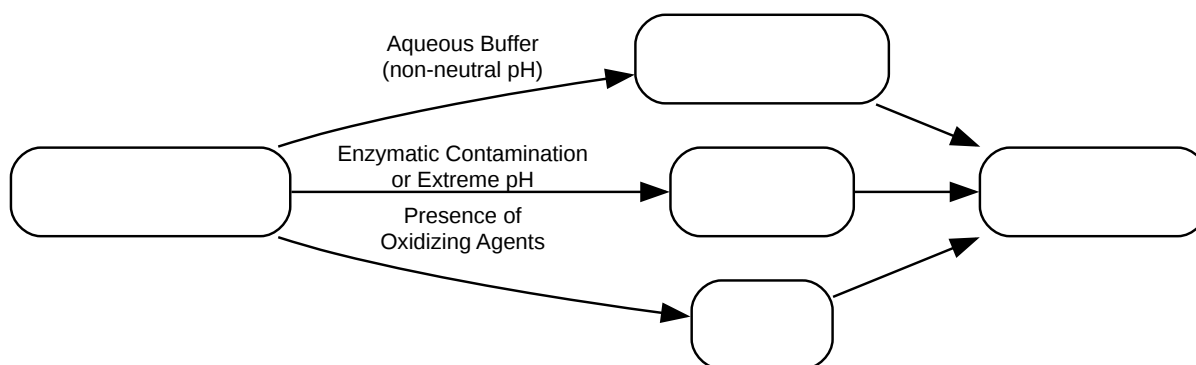 Aqueous Buffer
(non-neutral pH)
Enzymatic Contamination
or Extreme pH
Presence of
Oxidizing Agents